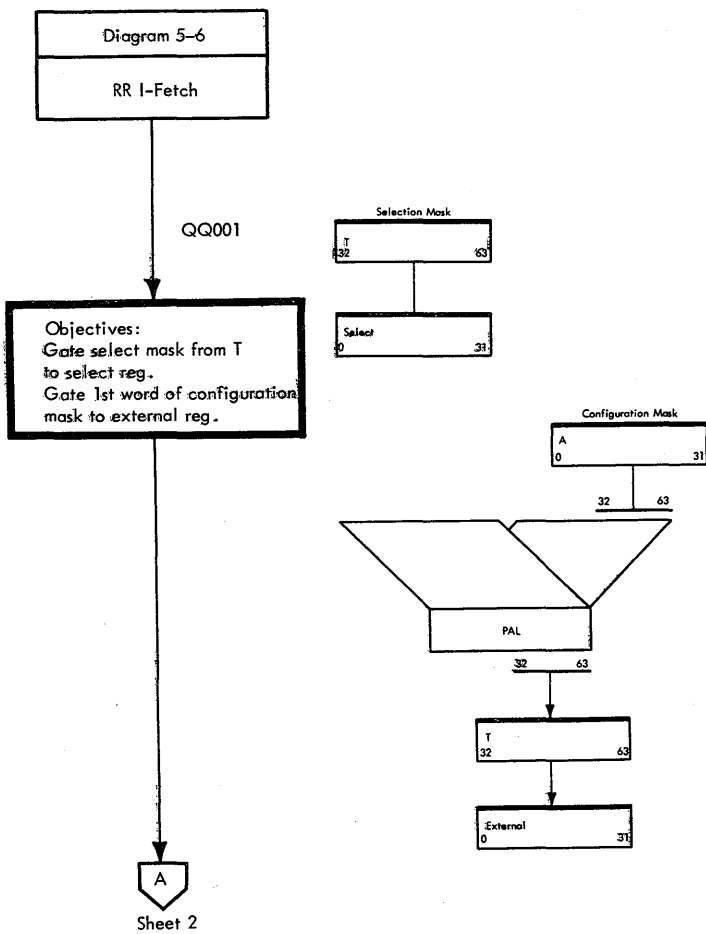 Diagram 5-6
RR I-Fetch
QQ001
Selection Mask
T
32 63
Select
0 31
Objectives:
Gate select mask from T
to select reg.
Gate 1st word of configuration
mask to external reg.
Configuration Mask
A
0 31
32 63
PAL
32 63
T
32 63
External
0 31
A
Sheet 2